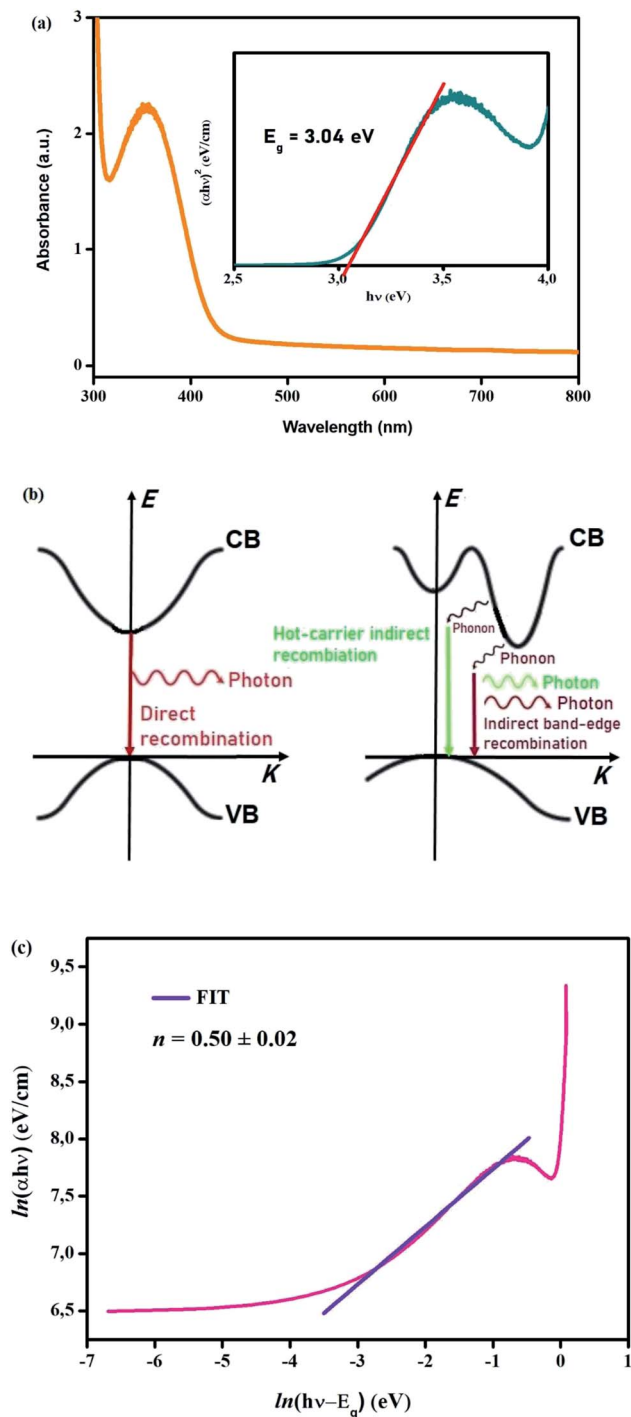 (a)
3
2
1
0
Absorbance (a.u.)
300 400 500 600 700 800
Wavelength (nm)
E_g = 3.04 eV
(αhν)² (eV/cm)
2,5 3,0 3,5 4,0
hν (eV)
(b)
E
CB
Photon
Direct
recombination
K
VB
E
CB
Hot-carrier indirect
recombiation
Phonon
Phonon
Photon
Photon
Indirect band-edge
recombination
K
VB
(c)
9,5
9,0
8,5
8,0
7,5
7,0
6,5
ln(αhν) (eV/cm)
FIT
n = 0.50 ± 0.02
-7 -6 -5 -4 -3 -2 -1 0 1
ln(hν−E_g) (eV)